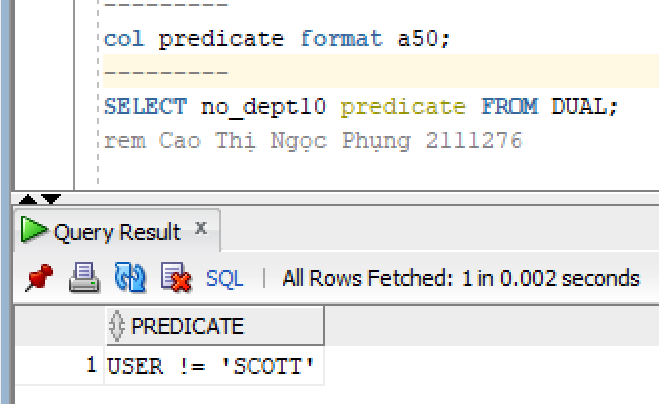 ---------
col predicate format a50;
---------
SELECT no_dept10 predicate FROM DUAL;
rem Cao Thị Ngọc Phụng 2111276
Query Result x
SQL | All Rows Fetched: 1 in 0.002 seconds
PREDICATE
1 USER != 'SCOTT'